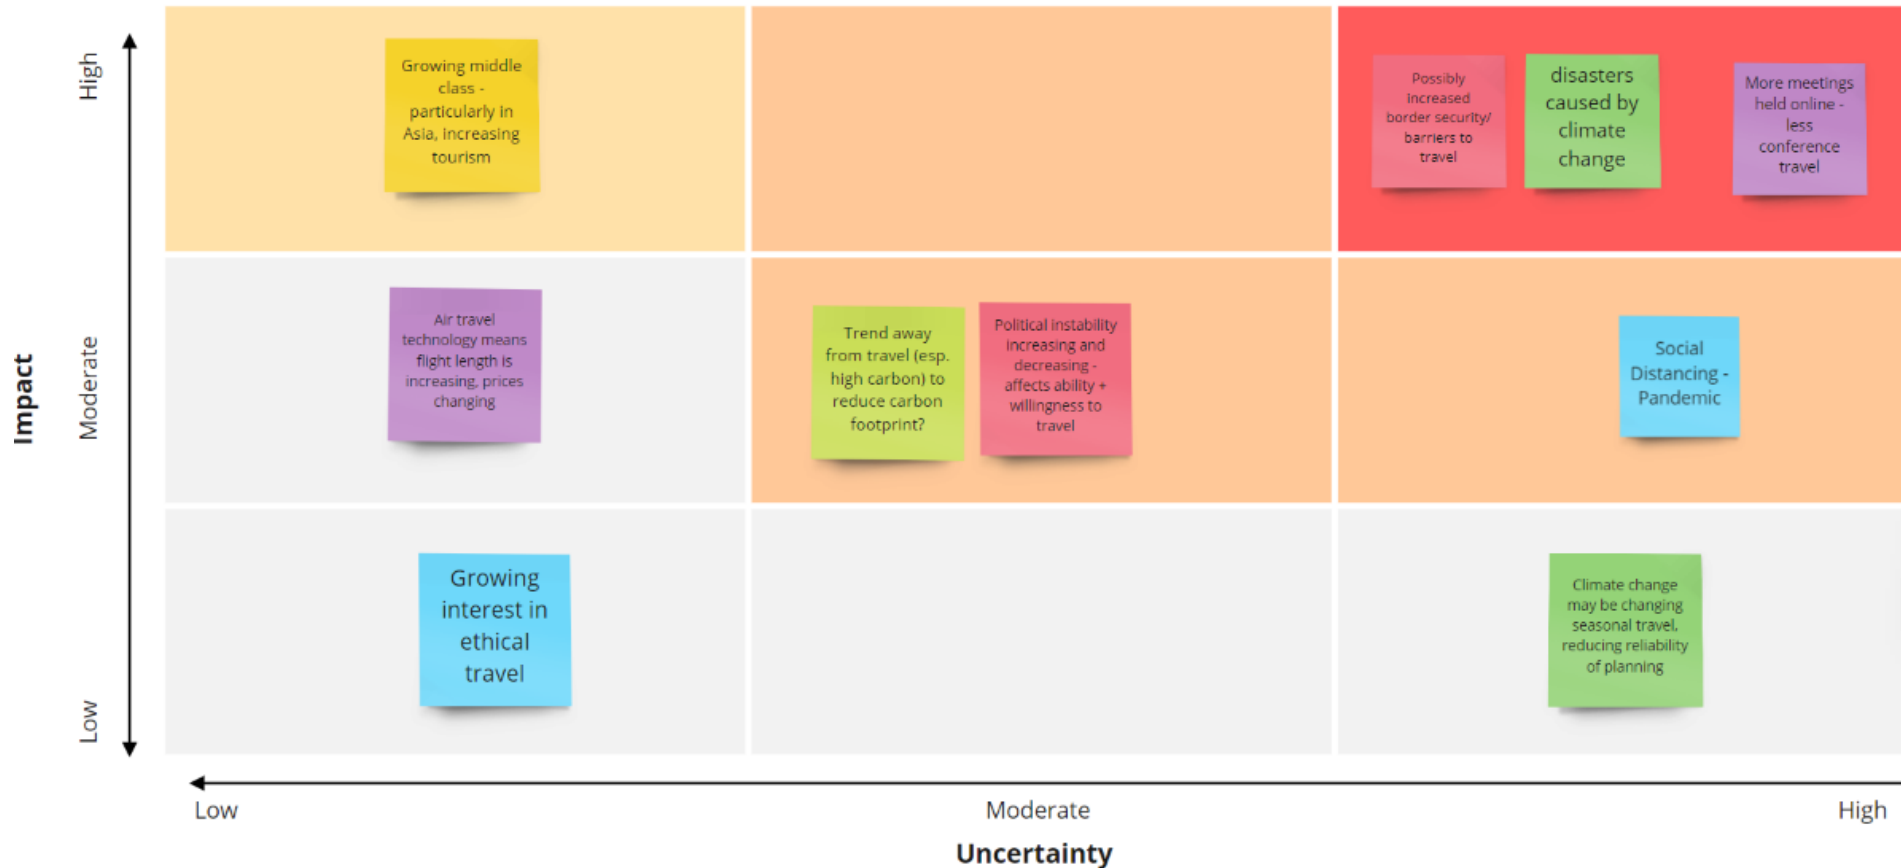 High
Growing middle
class -
particularly in
Asia, increasing
tourism
Possibly
Increased
border security/
barriers to
travel
disasters
caused by
climate
change
More meetings
held online -
less
conference
travel
Impact
Moderate
Air travel
technology means
flight length is
increasing, prices
changing
Trend away
from travel (esp.
high carbon) to
reduce carbon
footprint?
Political instability
increasing and
decreasing -
affects ability +
willingness to
travel
Social
Distancing -
Pandemic
Low
Growing
interest in
ethical
travel
Climate change
may be changing
seasonal travel,
reducing reliability
of planning
Low
Moderate
High
Uncertainty